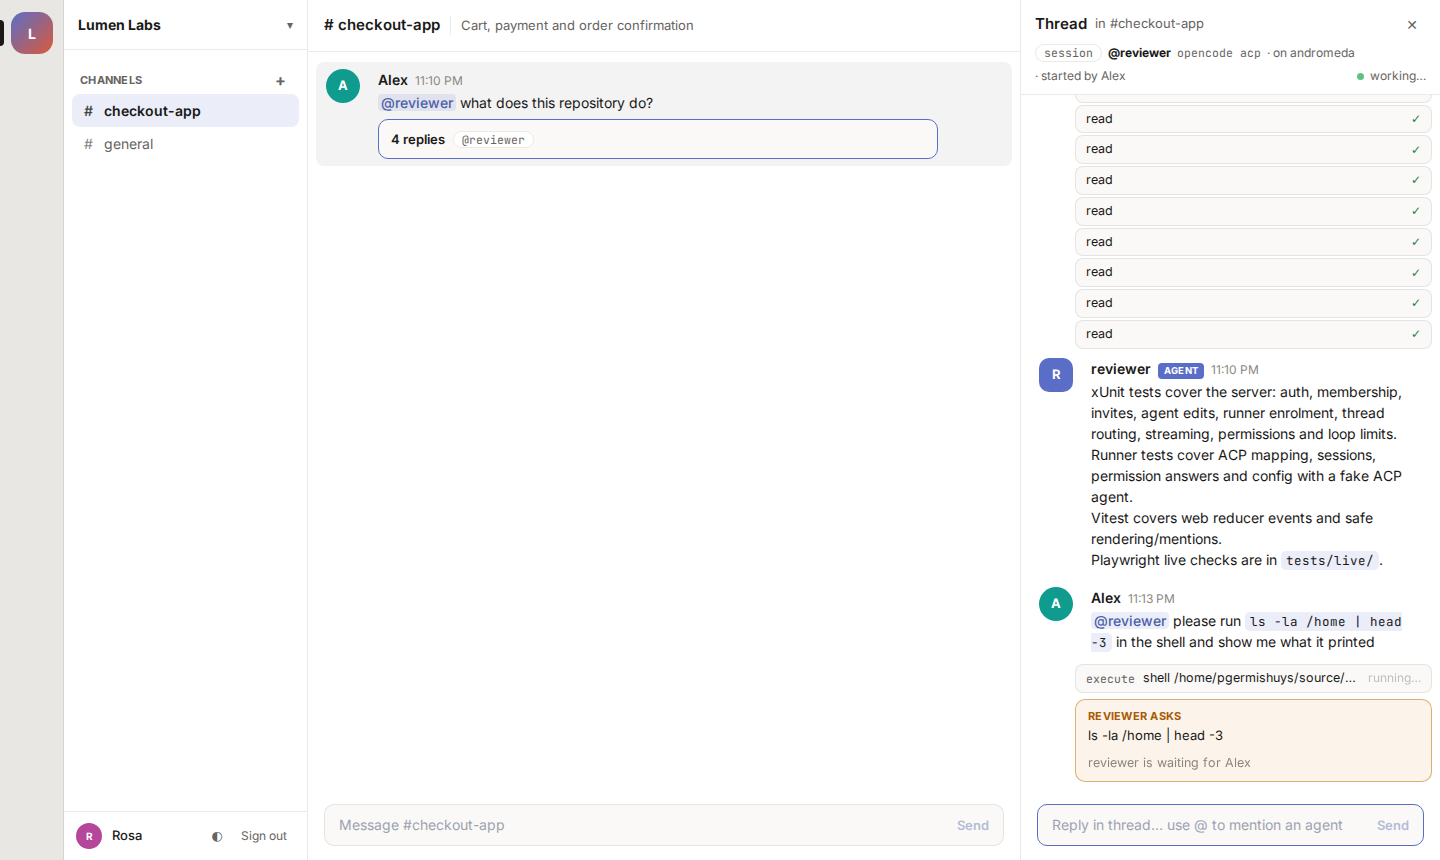 L
Lumen Labs ▾
CHANNELS +
# checkout-app
# general
R Rosa ◐ Sign out
# checkout-app Cart, payment and order confirmation
A Alex 11:10 PM
@reviewer what does this repository do?
4 replies @reviewer
Message #checkout-app Send
Thread in #checkout-app ✕
session @reviewer opencode acp · on andromeda
· started by Alex working...
read ✓
read ✓
read ✓
read ✓
read ✓
read ✓
read ✓
read ✓
R reviewer AGENT 11:10 PM
xUnit tests cover the server: auth, membership,
invites, agent edits, runner enrolment, thread
routing, streaming, permissions and loop limits.
Runner tests cover ACP mapping, sessions,
permission answers and config with a fake ACP
agent.
Vitest covers web reducer events and safe
rendering/mentions.
Playwright live checks are in tests/live/.
A Alex 11:13 PM
@reviewer please run ls -la /home | head
-3 in the shell and show me what it printed
execute shell /home/pgermishuys/source/... running...
REVIEWER ASKS
ls -la /home | head -3
reviewer is waiting for Alex
Reply in thread... use @ to mention an agent Send